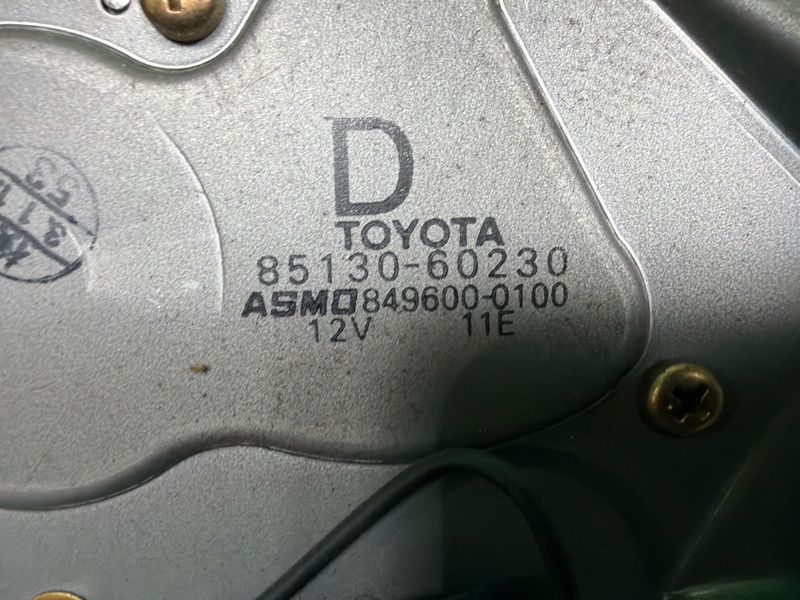 D
TOYOTA
85130-60230
ASMO 849600-0100
12V 11E